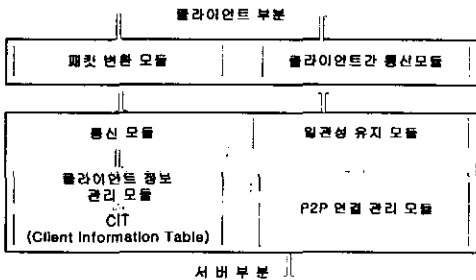 클라이언트 부분
패킷 변환 모듈
클라이언트간 통신모듈
통신 모듈
일관성 유지 모듈
클라이언트 정보
관리 모듈
CIT
(Client Information Table)
P2P 연결 관리 모듈
서버부분